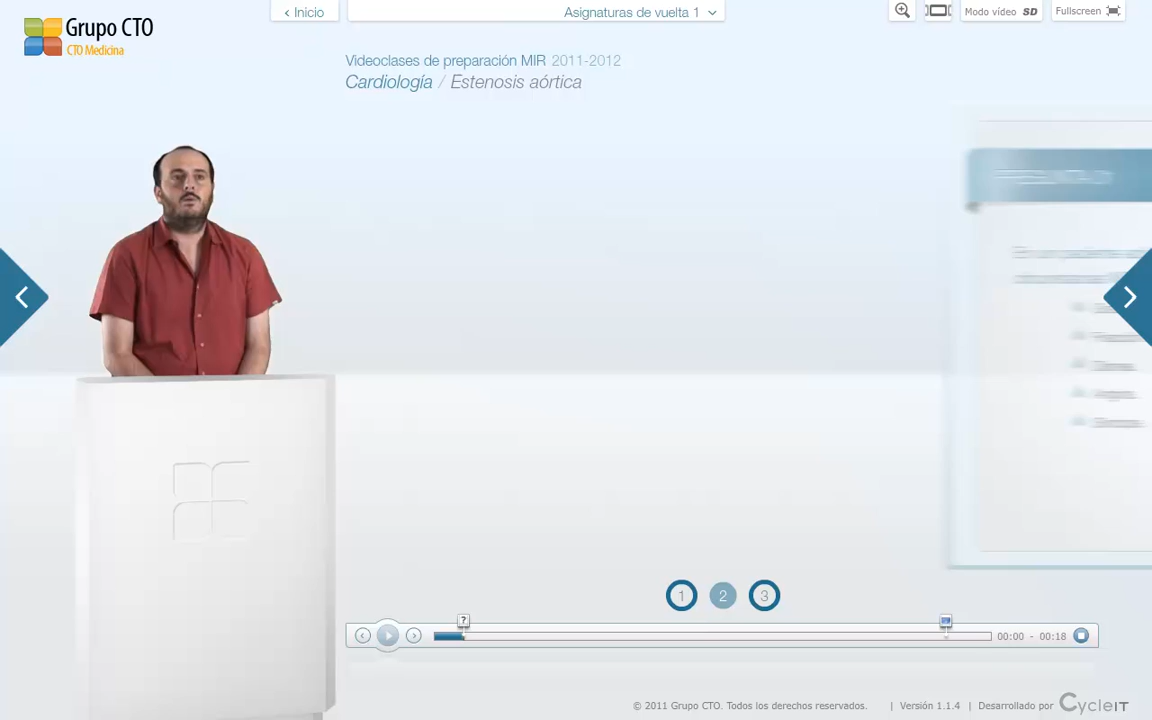 Grupo CTO
CTO Medicina
‹ Inicio
Asignaturas de vuelta 1
Modo vídeo SD
Fullscreen
Videoclases de preparación MIR 2011-2012
Cardiología / Estenosis aórtica
1 2 3
?
00:00 - 00:18
© 2011 Grupo CTO. Todos los derechos reservados. | Versión 1.1.4 | Desarrollado por CycleIT